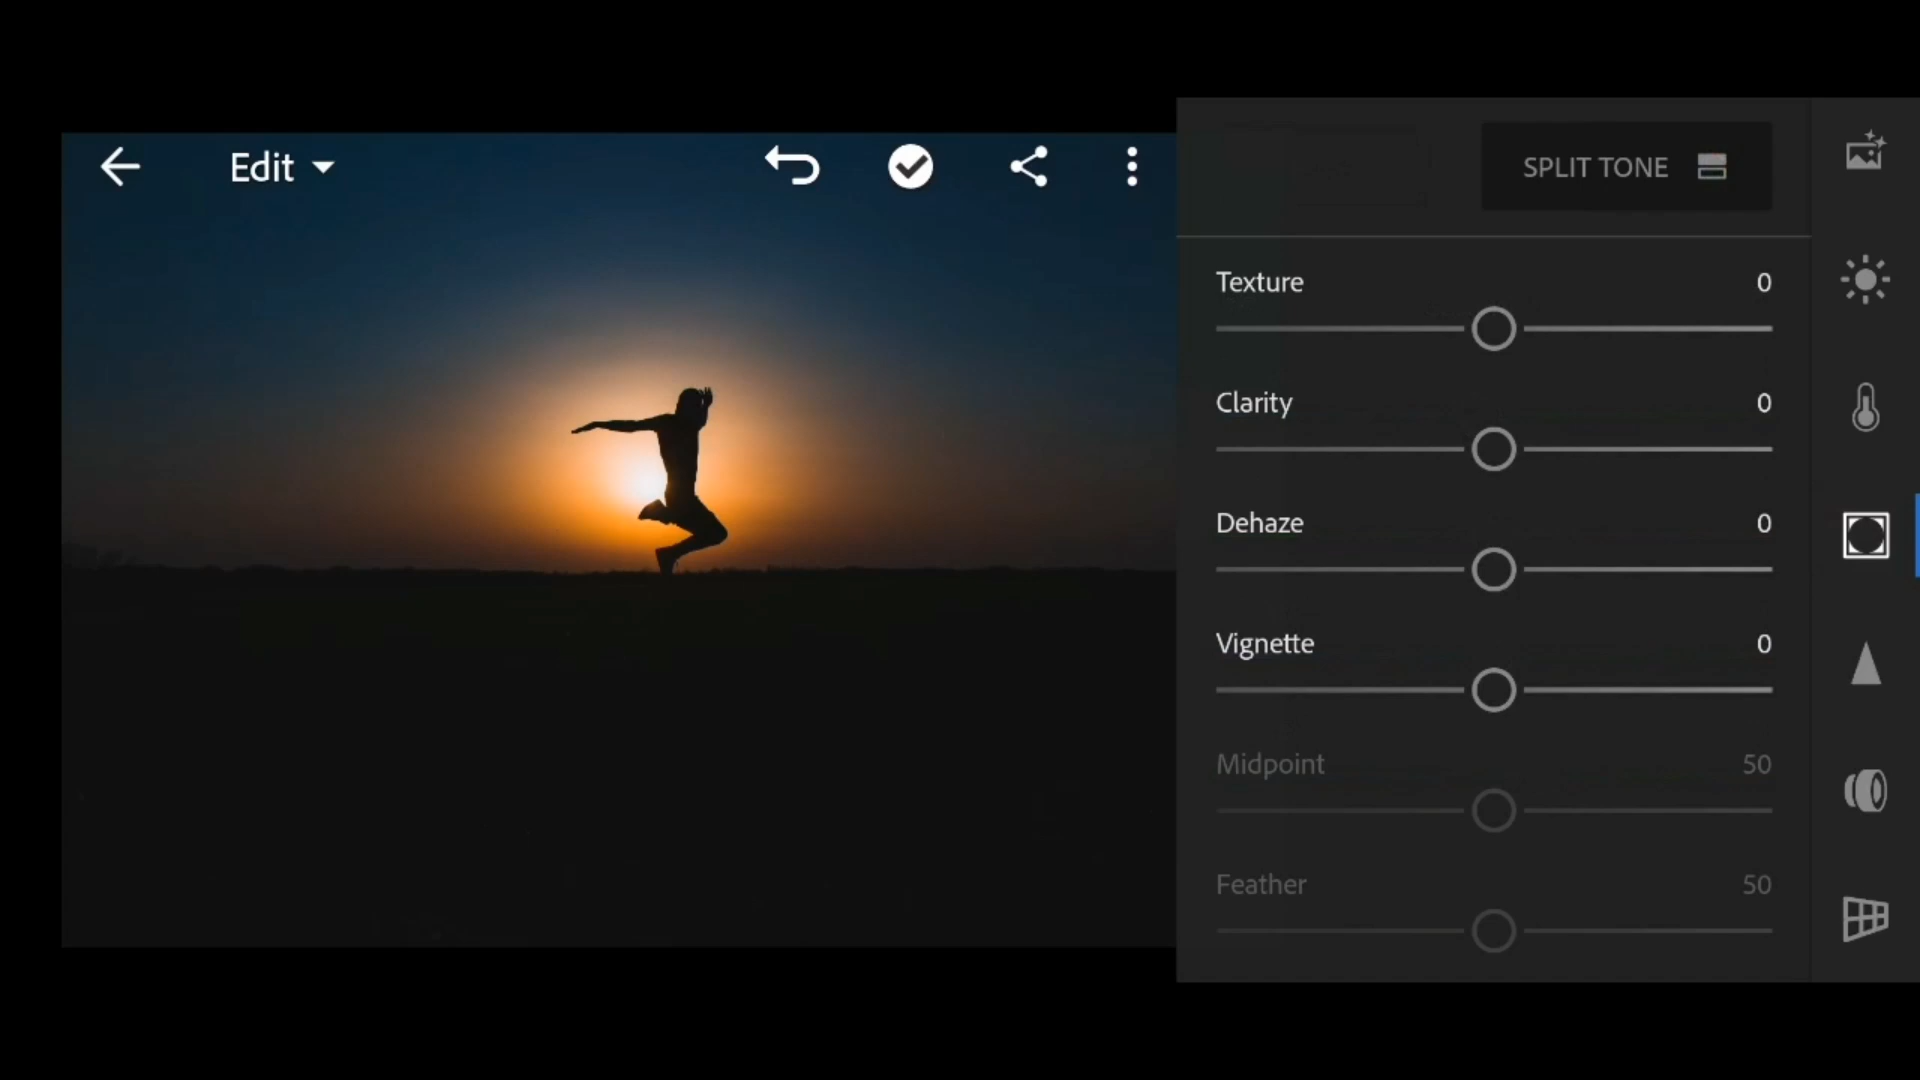 Edit
SPLIT TONE
Texture 0
Clarity 0
Dehaze 0
Vignette 0
Midpoint 50
Feather 50